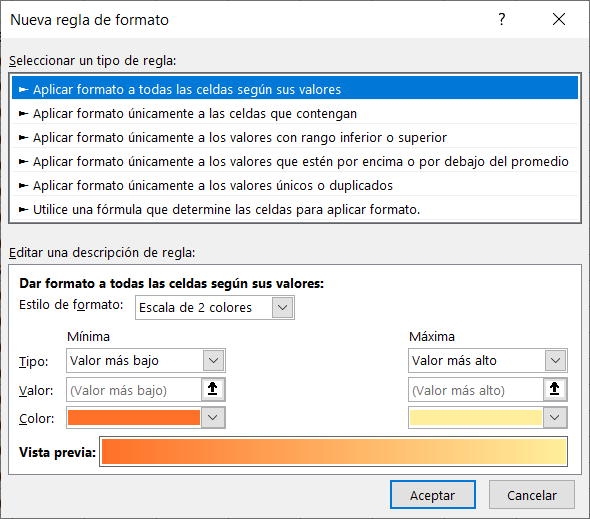 Nueva regla de formato
Seleccionar un tipo de regla:
► Aplicar formato a todas las celdas según sus valores
► Aplicar formato únicamente a las celdas que contengan
► Aplicar formato únicamente a los valores con rango inferior o superior
► Aplicar formato únicamente a los valores que estén por encima o por debajo del promedio
► Aplicar formato únicamente a los valores únicos o duplicados
► Utilice una fórmula que determine las celdas para aplicar formato.
Editar una descripción de regla:
Dar formato a todas las celdas según sus valores:
Estilo de formato: Escala de 2 colores
Mínima Máxima
Tipo: Valor más bajo Valor más alto
Valor: (Valor más bajo) (Valor más alto)
Color:
Vista previa:
Aceptar Cancelar